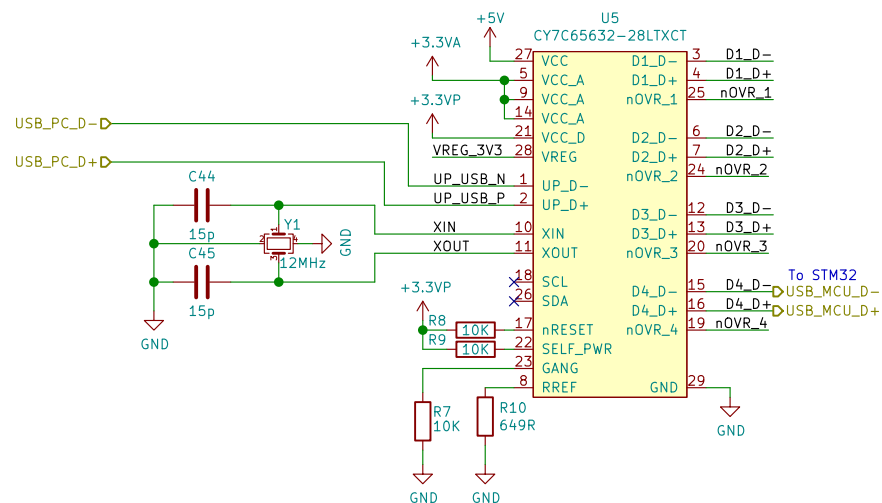 U5
CY7C65632-28LTXCT
+5V
+3.3VA
+3.3VP
27 VCC
5 VCC_A
9 VCC_A
14 VCC_A
21 VCC_D
VREG_3V3 28 VREG
USB_PC_D-
USB_PC_D+
UP_USB_N 1 UP_D-
UP_USB_P 2 UP_D+
XIN 10 XIN
XOUT 11 XOUT
18 SCL
26 SDA
17 nRESET
22 SELF_PWR
23 GANG
8 RREF
D1_D- 3 D1_D-
D1_D+ 4 D1_D+
nOVR_1 25 nOVR_1
D2_D- 6 D2_D-
D2_D+ 7 D2_D+
nOVR_2 24 nOVR_2
D3_D- 12 D3_D-
D3_D+ 13 D3_D+
nOVR_3 20 nOVR_3
To STM32
D4_D- 15 D4_D- USB_MCU_D-
D4_D+ 16 D4_D+ USB_MCU_D+
nOVR_4 19 nOVR_4
GND 29
GND
C44
15p
Y1
1
2
4
3
12MHz
GND
C45
15p
GND
+3.3VP
R8
10K
R9
10K
R7
10K
GND
R10
649R
GND